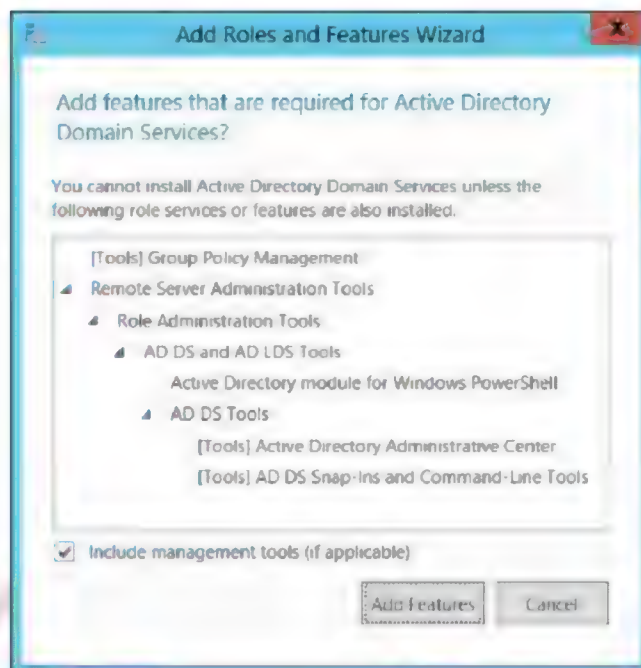 Add Roles and Features Wizard
Add features that are required for Active Directory
Domain Services?
You cannot install Active Directory Domain Services unless the
following role services or features are also installed.
[Tools] Group Policy Management
Remote Server Administration Tools
Role Administration Tools
AD DS and AD LDS Tools
Active Directory module for Windows PowerShell
AD DS Tools
[Tools] Active Directory Administrative Center
[Tools] AD DS Snap-Ins and Command-Line Tools
Include management tools (if applicable)
Add Features Cancel